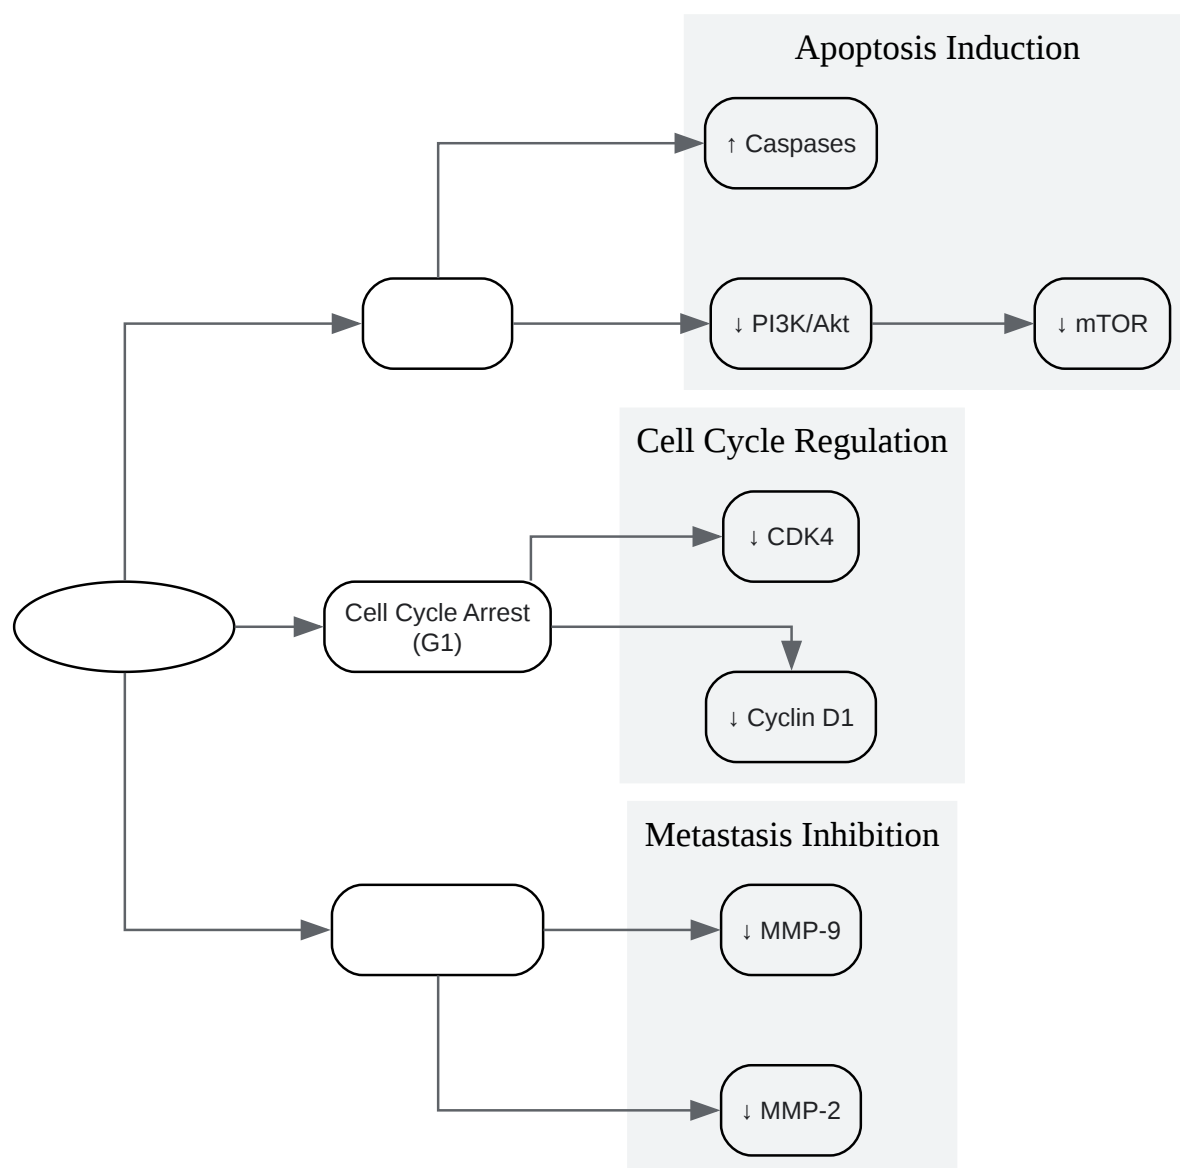 Apoptosis Induction
↑ Caspases
↓ PI3K/Akt
↓ mTOR
Cell Cycle Regulation
↓ CDK4
Cell Cycle Arrest
(G1)
↓ Cyclin D1
Metastasis Inhibition
↓ MMP-9
↓ MMP-2